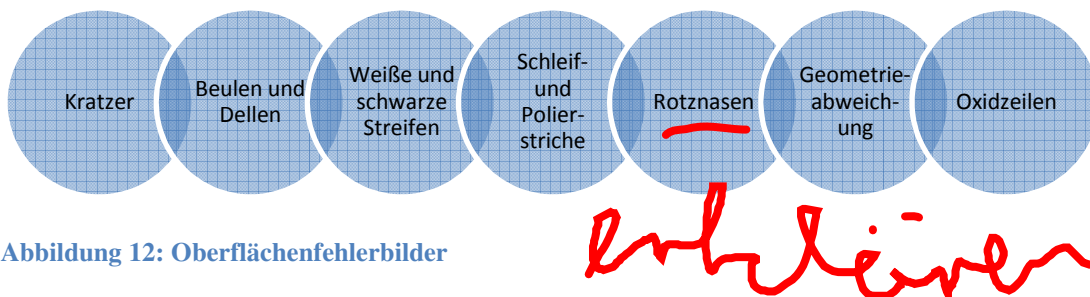 Kratzer
Beulen und
Dellen
Weiße und
schwarze
Streifen
Schleif-
und
Polier-
striche
Rotznasen
Geometrie-
abweich-
ung
Oxidzeilen
Abbildung 12: Oberflächenfehlerbilder